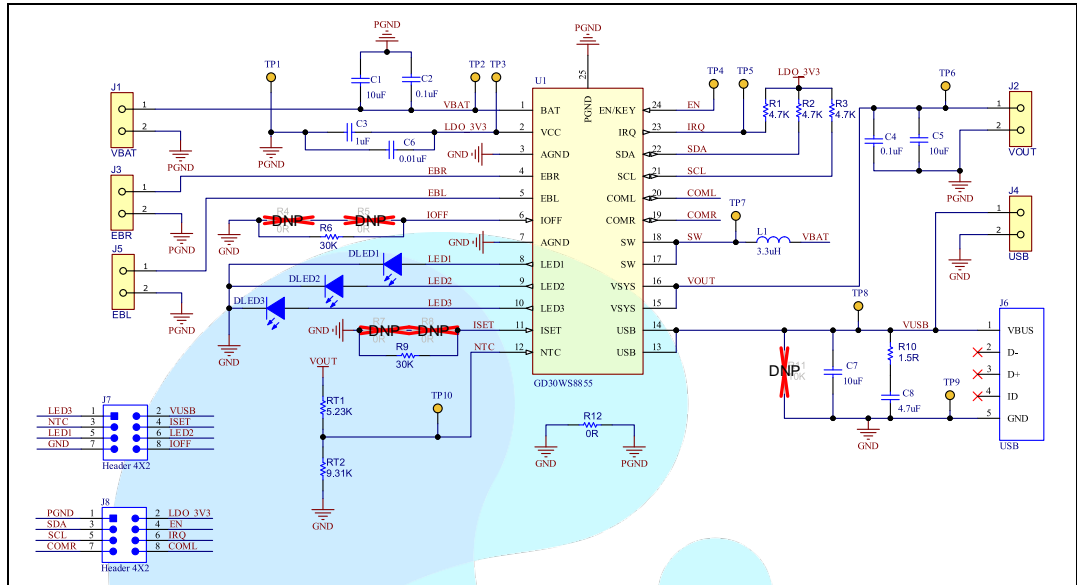 PGND
PGND
TP1
C1
10uF
C2
0.1uF
TP2
TP3
U1
25
PGND
TP4
TP5
LDO_3V3
TP6
J1
1
2
VBAT
PGND
VBAT
C3
1uF
LDO_3V3
C6
0.01uF
PGND
GND
1
BAT
2
VCC
3
AGND
4
EBR
5
EBL
6
IOFF
7
AGND
8
LED1
9
LED2
10
LED3
11
ISET
12
NTC
EN/KEY
24
EN
IRQ
23
IRQ
SDA
22
SDA
SCL
21
SCL
COML
20
COML
COMR
19
COMR
SW
18
SW
SW
17
VSYS
16
VOUT
VSYS
15
USB
14
USB
13
GD30WS8855
R1
4.7K
R2
4.7K
R3
4.7K
C4
0.1uF
C5
10uF
PGND
J2
1
2
VOUT
J3
1
2
EBR
PGND
EBR
EBL
J4
1
2
USB
GND
TP7
L1
3.3uH
VBAT
R4
DNP
0R
R5
DNP
0R
IOFF
R6
30K
GND
GND
J5
1
2
EBL
PGND
DLED1
LED1
DLED2
LED2
DLED3
LED3
GND
GND
R7
DNP
0R
R8
DNP
0R
ISET
R9
30K
NTC
VOUT
RT1
5.23K
TP10
RT2
9.31K
GND
R12
0R
GND
PGND
TP8
VUSB
DNP
C7
10uF
R10
1.5R
C8
4.7uF
TP9
GND
J6
1
VBUS
2
D-
3
D+
4
ID
5
GND
USB
J7
LED3
1
2
VUSB
NTC
3
4
ISET
LED1
5
6
LED2
GND
7
8
IOFF
Header 4X2
J8
PGND
1
2
LDO_3V3
SDA
3
4
EN
SCL
5
6
IRQ
COMR
7
8
COML
Header 4X2